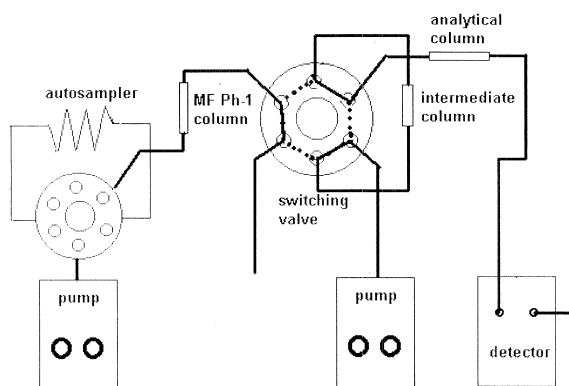 analytical
column
autosampler
MF Ph-1
column
intermediate
column
switching
valve
pump
pump
detector